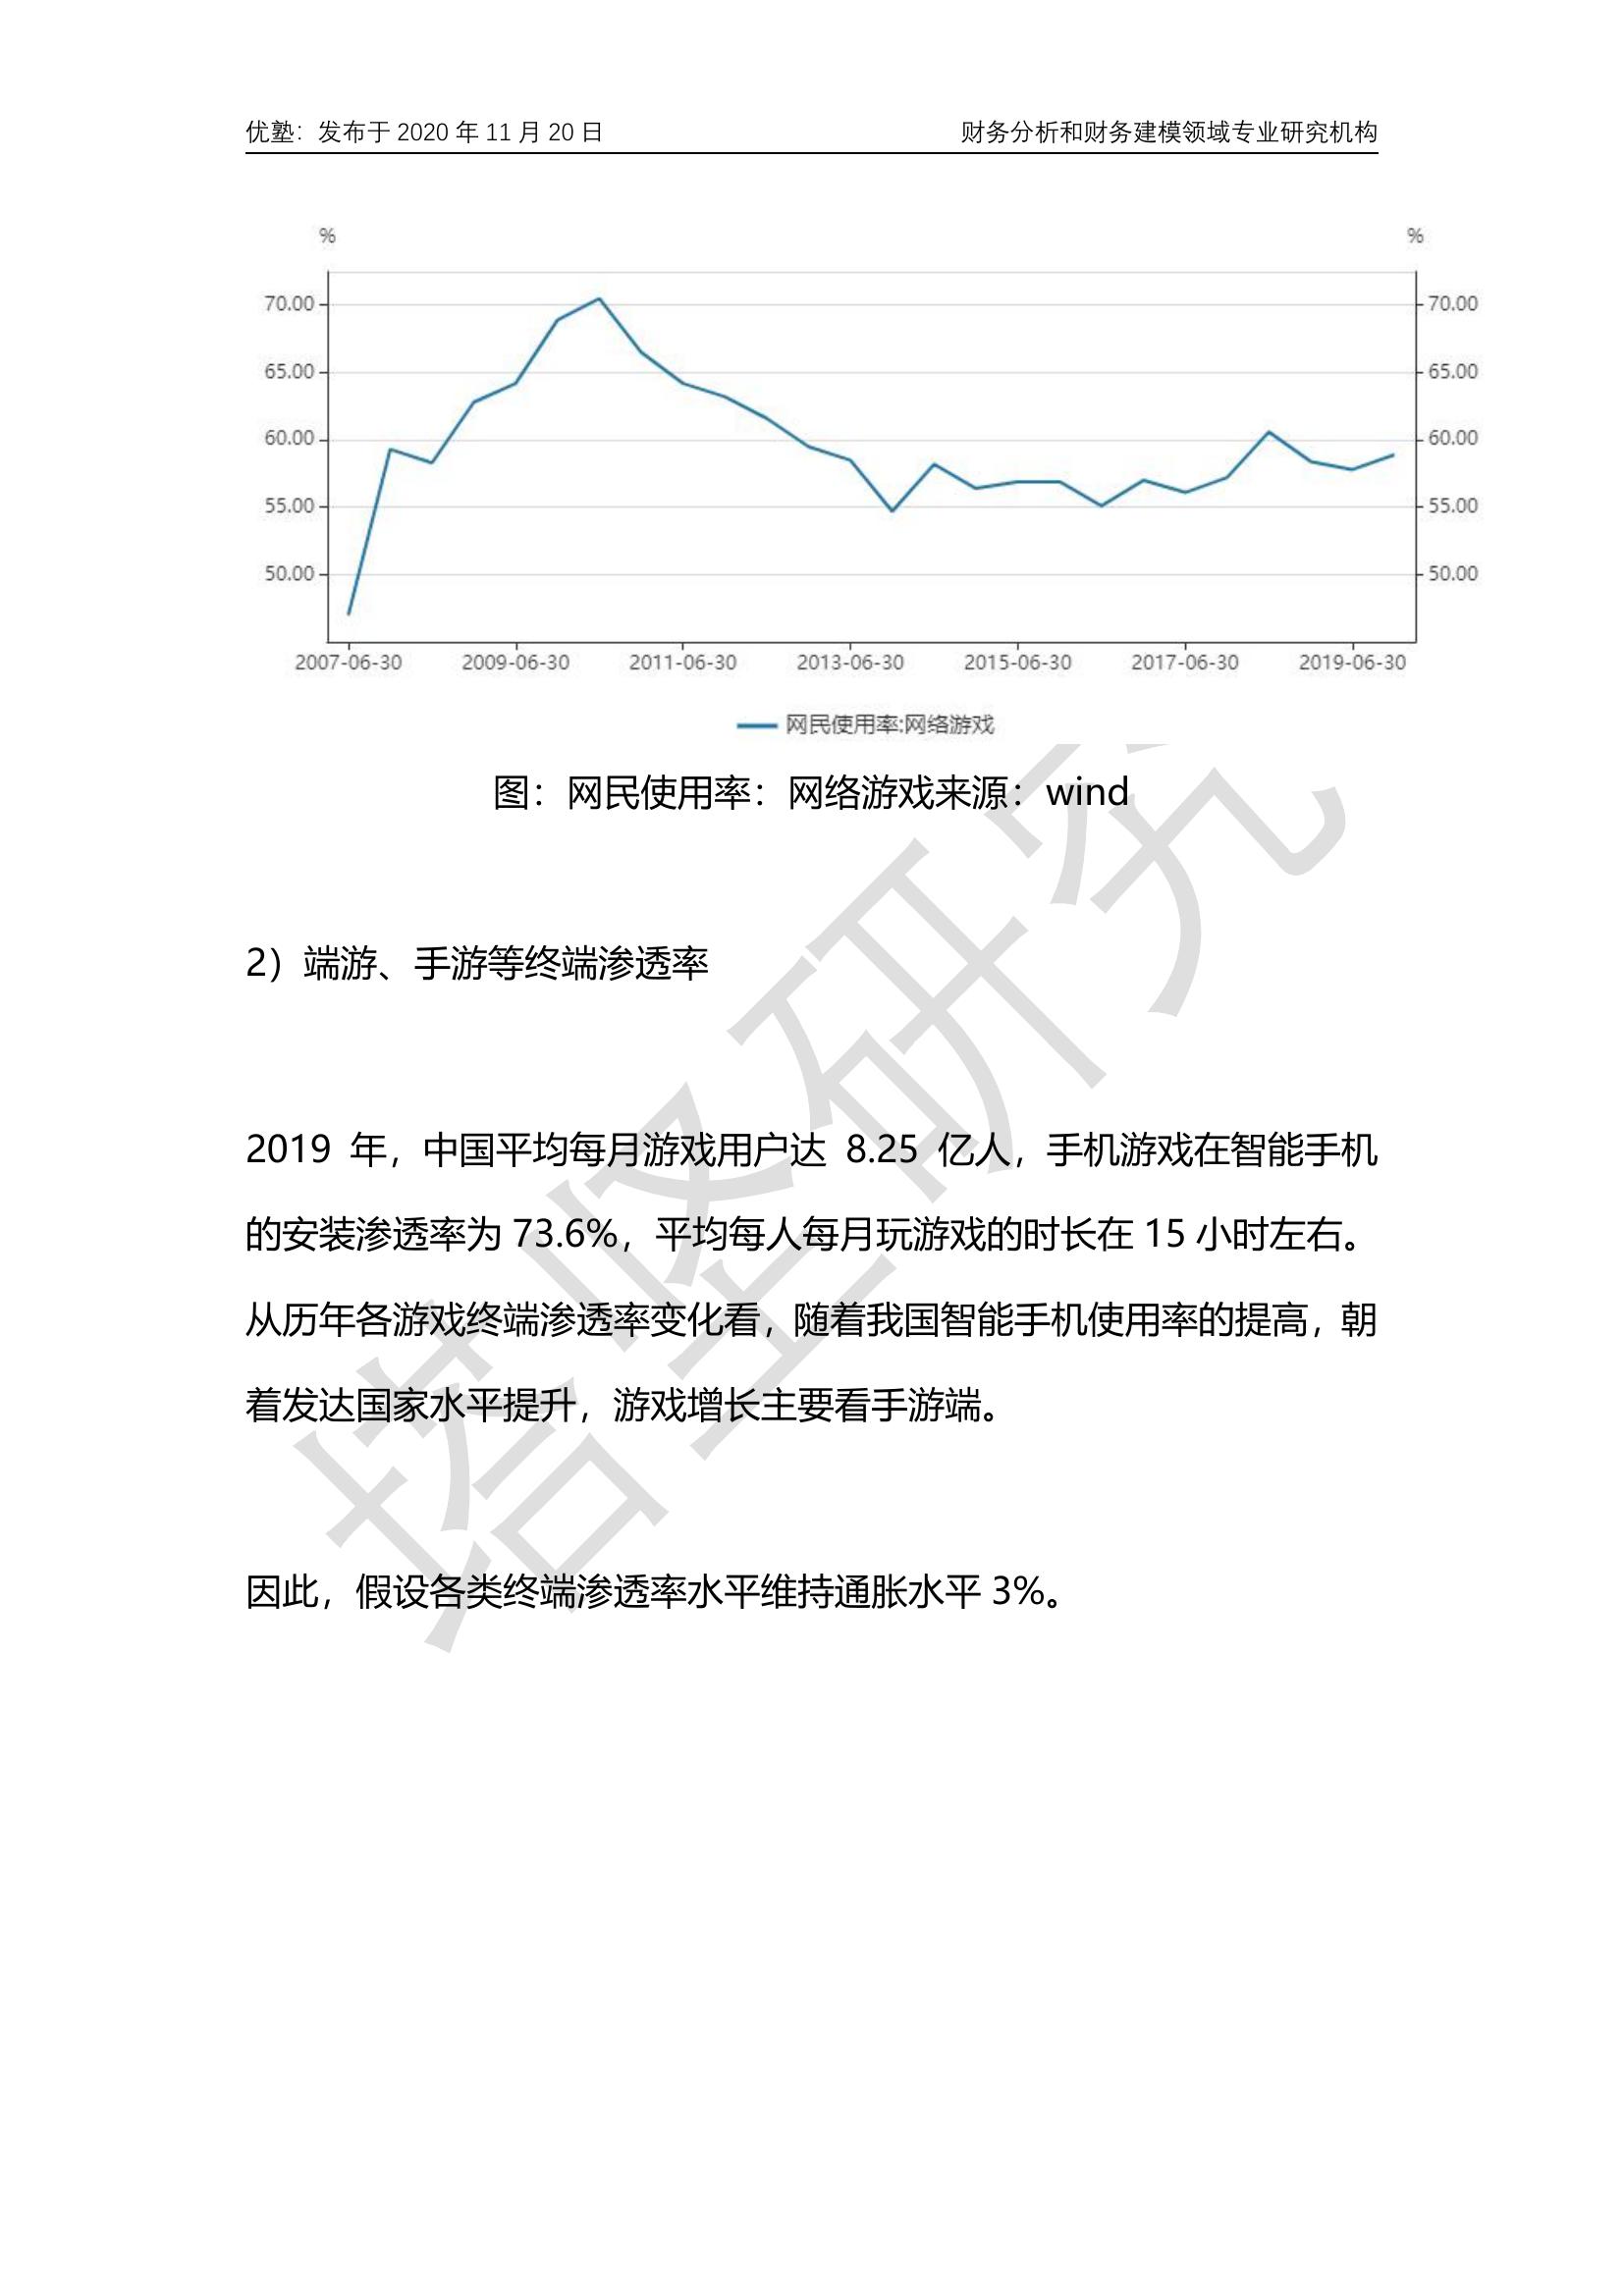 优塾：发布于 2020 年 11 月 20 日 财务分析和财务建模领域专业研究机构
% %
70.00 70.00
65.00 65.00
60.00 60.00
55.00 55.00
50.00 50.00
2007-06-30 2009-06-30 2011-06-30 2013-06-30 2015-06-30 2017-06-30 2019-06-30
网民使用率:网络游戏
图：网民使用率：网络游戏来源：wind
2）端游、手游等终端渗透率
2019 年，中国平均每月游戏用户达 8.25 亿人，手机游戏在智能手机
的安装渗透率为 73.6%，平均每人每月玩游戏的时长在 15 小时左右。
从历年各游戏终端渗透率变化看，随着我国智能手机使用率的提高，朝
着发达国家水平提升，游戏增长主要看手游端。
因此，假设各类终端渗透率水平维持通胀水平 3%。
塔坚研究